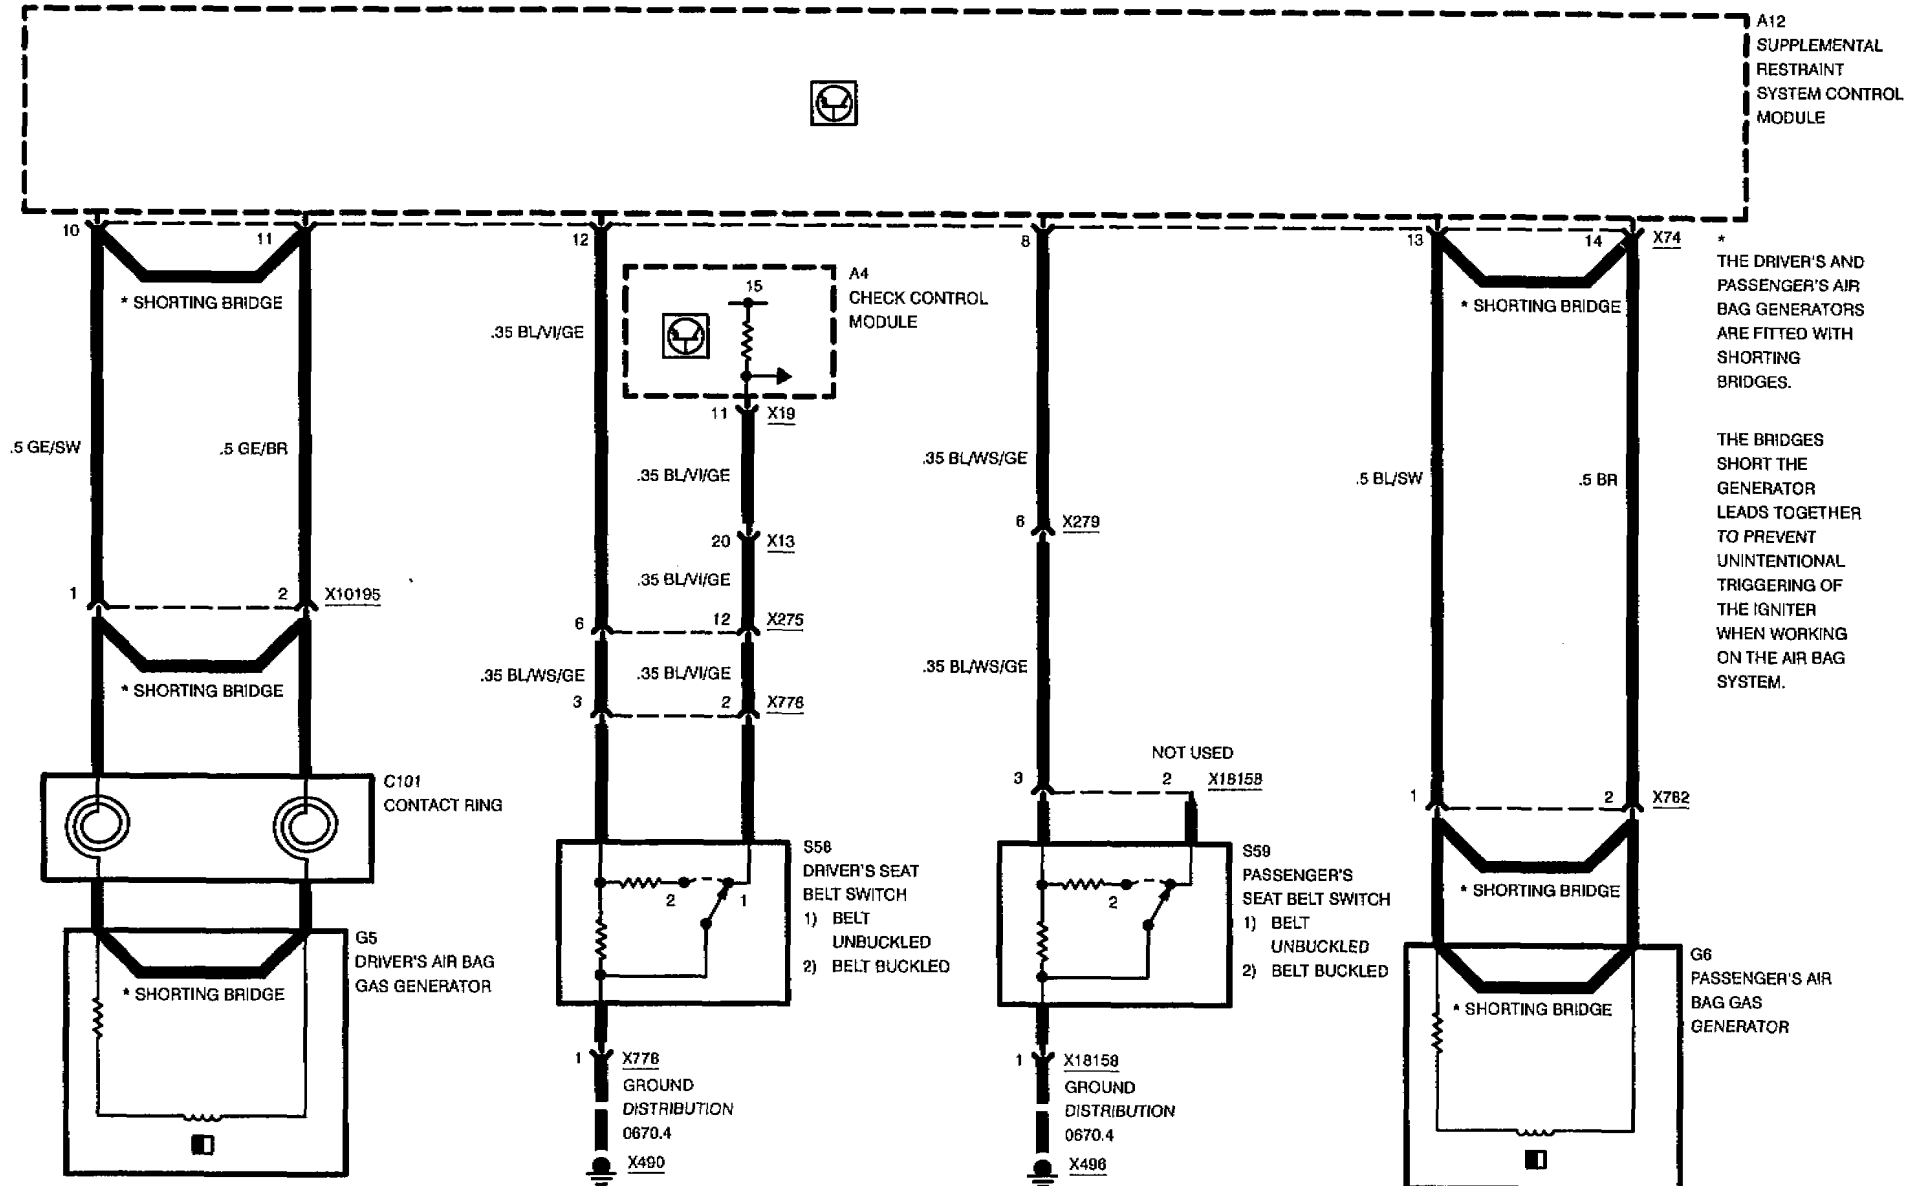 A12
SUPPLEMENTAL
RESTRAINT
SYSTEM CONTROL
MODULE
10
11
12
8
13
14
X74
* SHORTING BRIDGE
* SHORTING BRIDGE
*
THE DRIVER'S AND
PASSENGER'S AIR
BAG GENERATORS
ARE FITTED WITH
SHORTING
BRIDGES.
THE BRIDGES
SHORT THE
GENERATOR
LEADS TOGETHER
TO PREVENT
UNINTENTIONAL
TRIGGERING OF
THE IGNITER
WHEN WORKING
ON THE AIR BAG
SYSTEM.
.35 BL/VI/GE
15
A4
CHECK CONTROL
MODULE
11
X19
.5 GE/SW
.5 GE/BR
.35 BL/VI/GE
.35 BL/WS/GE
.5 BL/SW
.5 BR
20
X13
6
X279
.35 BL/VI/GE
1
2
X10195
6
12
X275
.35 BL/WS/GE
.35 BL/VI/GE
.35 BL/WS/GE
* SHORTING BRIDGE
3
2
X778
NOT USED
3
2
X18158
1
2
X782
C101
CONTACT RING
S58
DRIVER'S SEAT
BELT SWITCH
1) BELT
UNBUCKLED
2) BELT BUCKLED
2
1
S59
PASSENGER'S
SEAT BELT SWITCH
1) BELT
UNBUCKLED
2) BELT BUCKLED
2
* SHORTING BRIDGE
G5
DRIVER'S AIR BAG
GAS GENERATOR
* SHORTING BRIDGE
G6
PASSENGER'S AIR
BAG GAS
GENERATOR
* SHORTING BRIDGE
1
X778
GROUND
DISTRIBUTION
0670.4
X490
1
X18158
GROUND
DISTRIBUTION
0670.4
X496